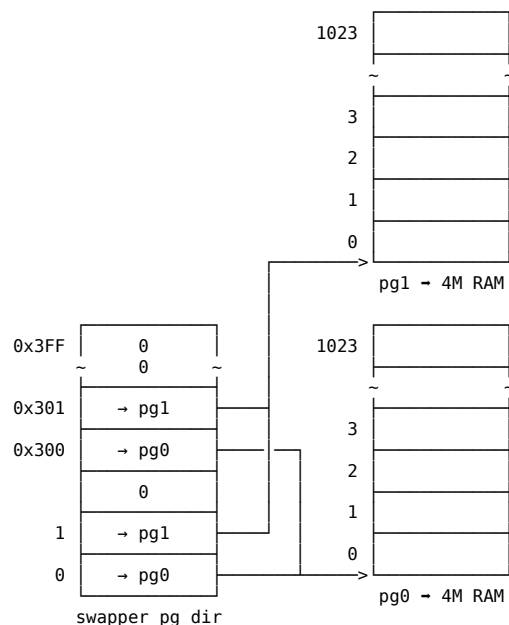 1023
~ ~
3
2
1
0
pg1 → 4M RAM
0x3FF 0
~ 0 ~
0x301 → pg1
0x300 → pg0
0
1 → pg1
0 → pg0
swapper pg dir
1023
~ ~
3
2
1
0
pg0 → 4M RAM